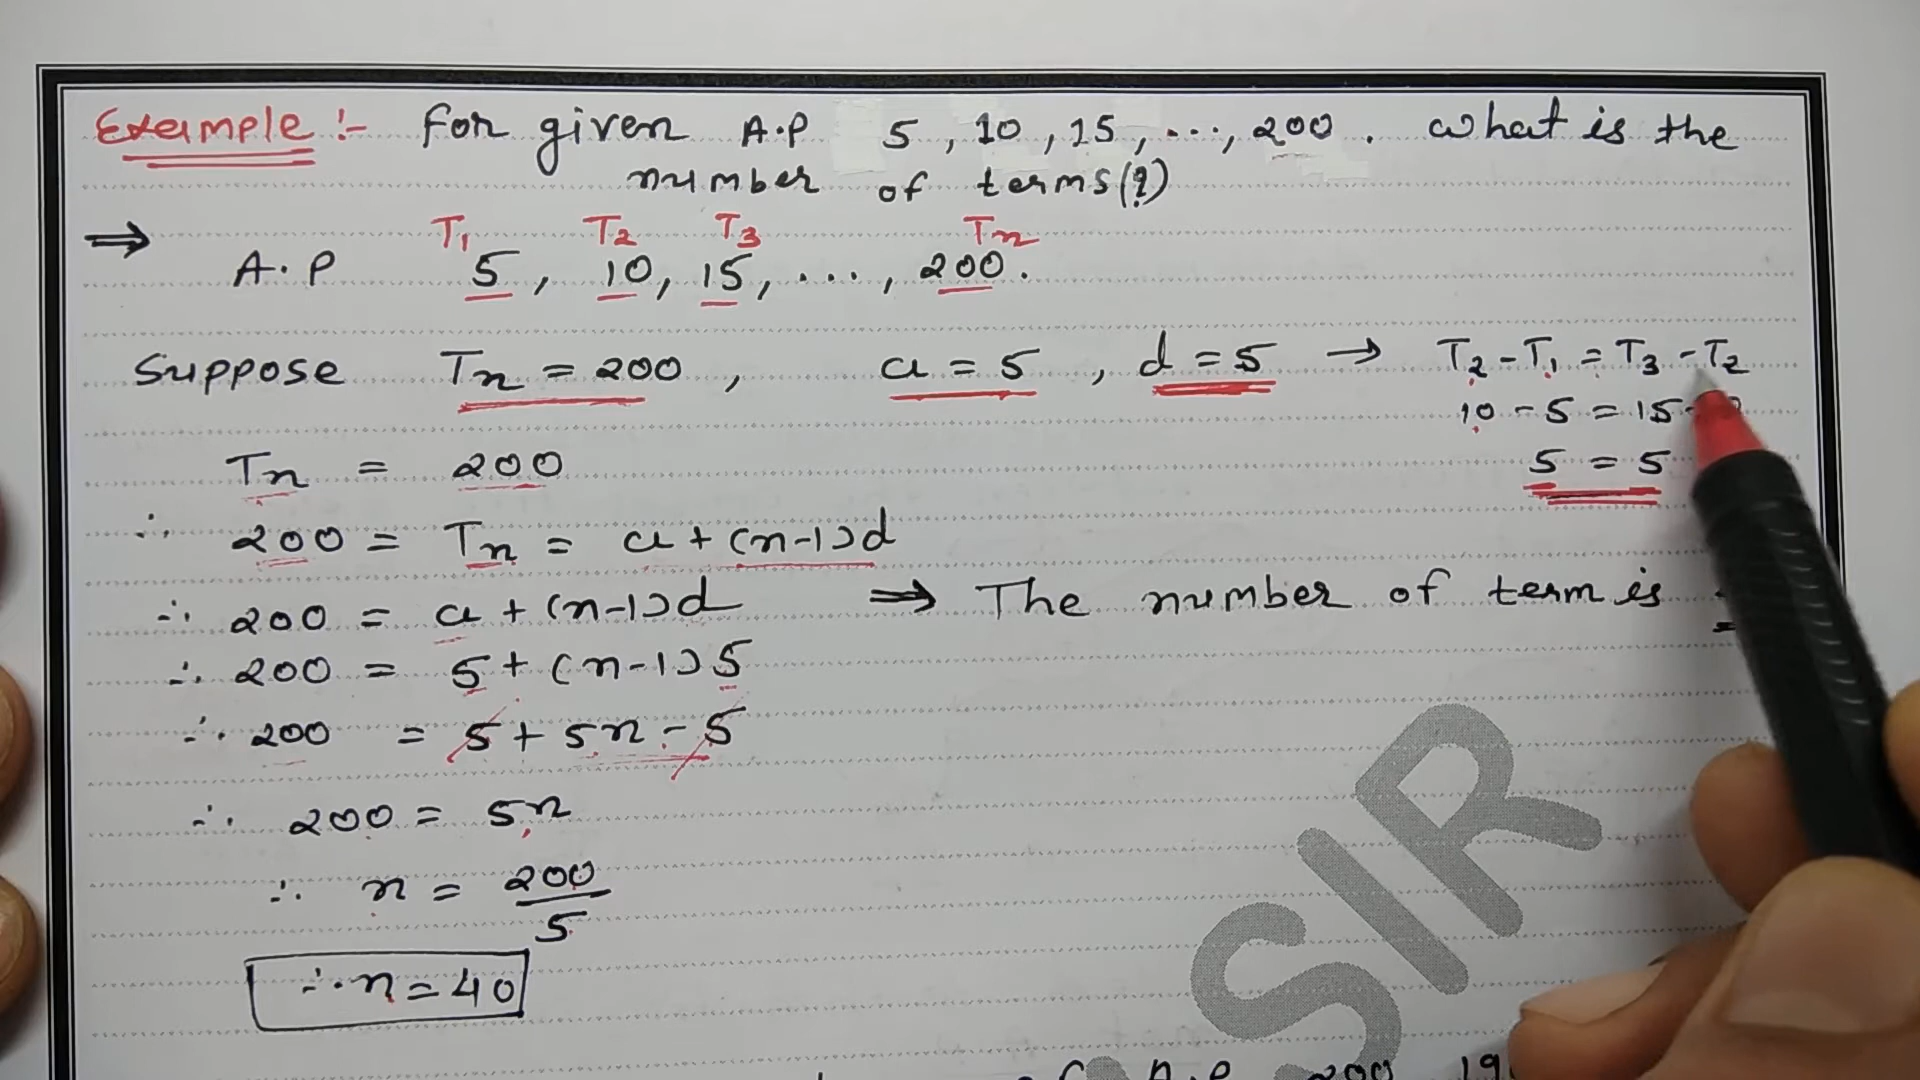 Example :- For given A.P 5, 10, 15, ..., 200. What is the
number of terms(?)
⇒ T1 T2 T3 Tn
A.P 5, 10, 15, ..., 200.
Suppose Tn = 200, a = 5, d = 5 → T2 - T1 = T3 - T2
10 - 5 = 15 -
5 = 5
Tn = 200
∴ 200 = Tn = a + (n-1)d
∴ 200 = a + (n-1)d ⇒ The number of term is
∴ 200 = 5 + (n-1)5
∴ 200 = 5 + 5n - 5
∴ 200 = 5n
∴ n = 200/5
∴ n = 40
SIR
A.P 200